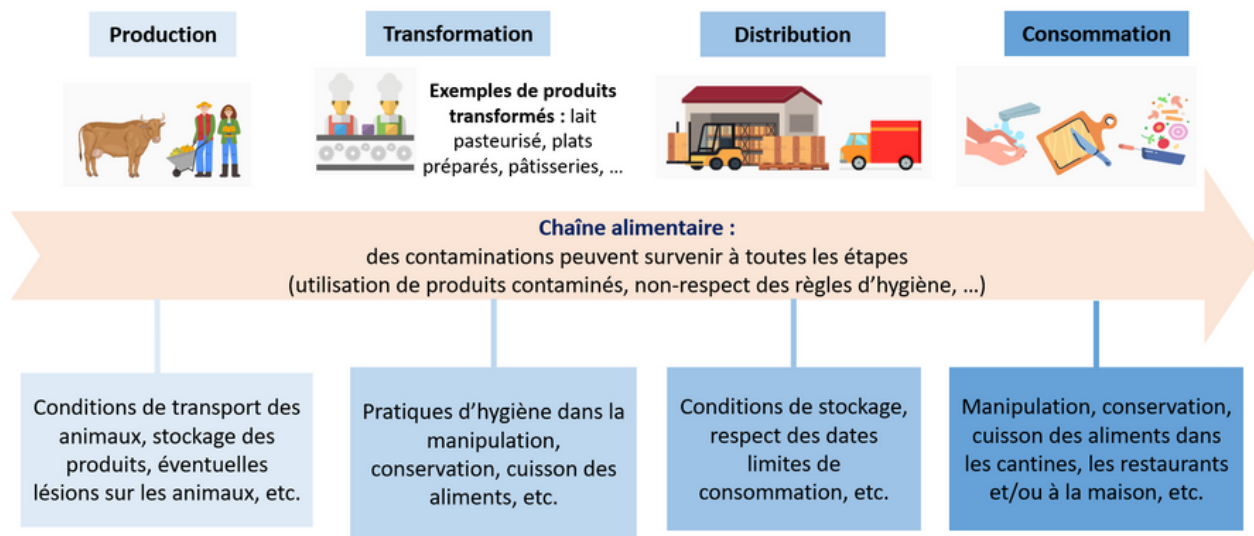 Production
Transformation
Distribution
Consommation
Exemples de produits
transformés : lait
pasteurisé, plats
préparés, pâtisseries, ...
Chaîne alimentaire :
des contaminations peuvent survenir à toutes les étapes
(utilisation de produits contaminés, non-respect des règles d’hygiène, ...)
Conditions de transport des
animaux, stockage des
produits, éventuelles
lésions sur les animaux, etc.
Pratiques d’hygiène dans la
manipulation,
conservation, cuisson des
aliments, etc.
Conditions de stockage,
respect des dates
limites de
consommation, etc.
Manipulation, conservation,
cuisson des aliments dans
les cantines, les restaurants
et/ou à la maison, etc.